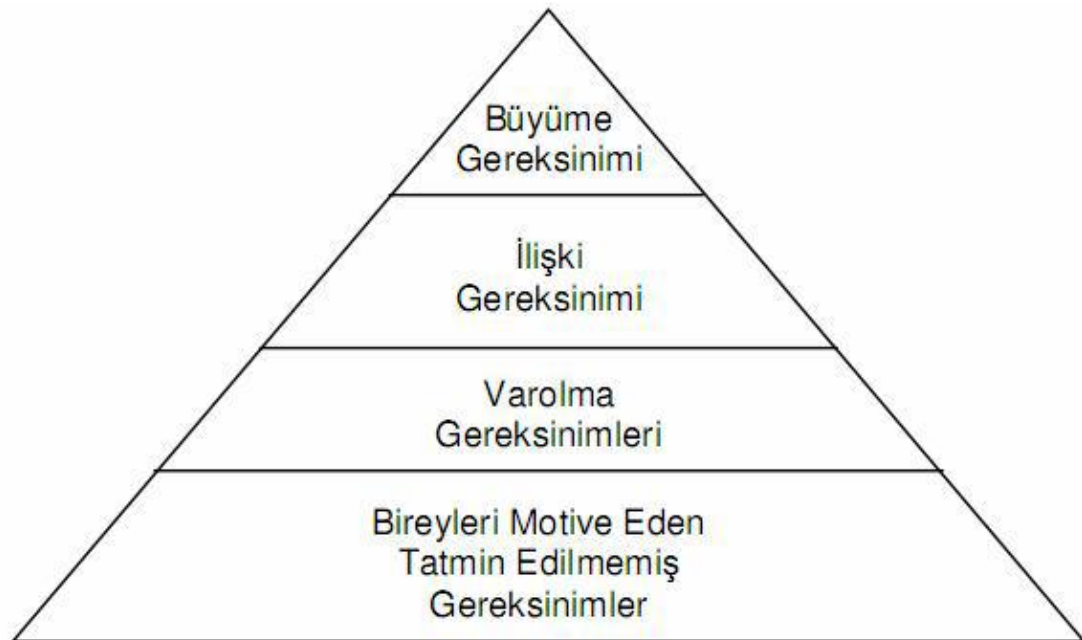 Büyüme
Gereksinimi
İlişki
Gereksinimi
Varolma
Gereksinimleri
Bireyleri Motive Eden
Tatmin Edilmemiş
Gereksinimler